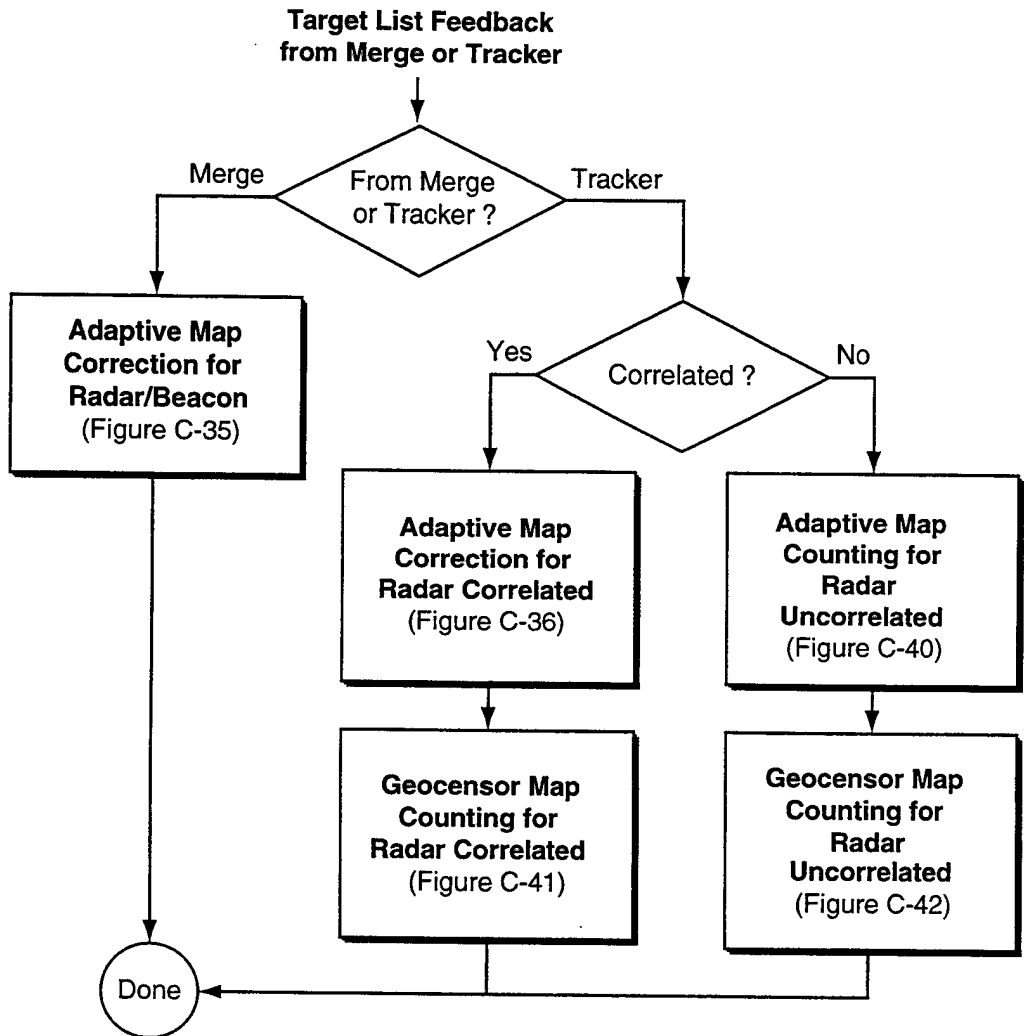 Target List Feedback
from Merge or Tracker
Merge
From Merge
or Tracker ?
Tracker
Adaptive Map
Correction for
Radar/Beacon
(Figure C-35)
Yes
Correlated ?
No
Adaptive Map
Correction for
Radar Correlated
(Figure C-36)
Adaptive Map
Counting for
Radar
Uncorrelated
(Figure C-40)
Geocensor Map
Counting for
Radar Correlated
(Figure C-41)
Geocensor Map
Counting for
Radar
Uncorrelated
(Figure C-42)
Done